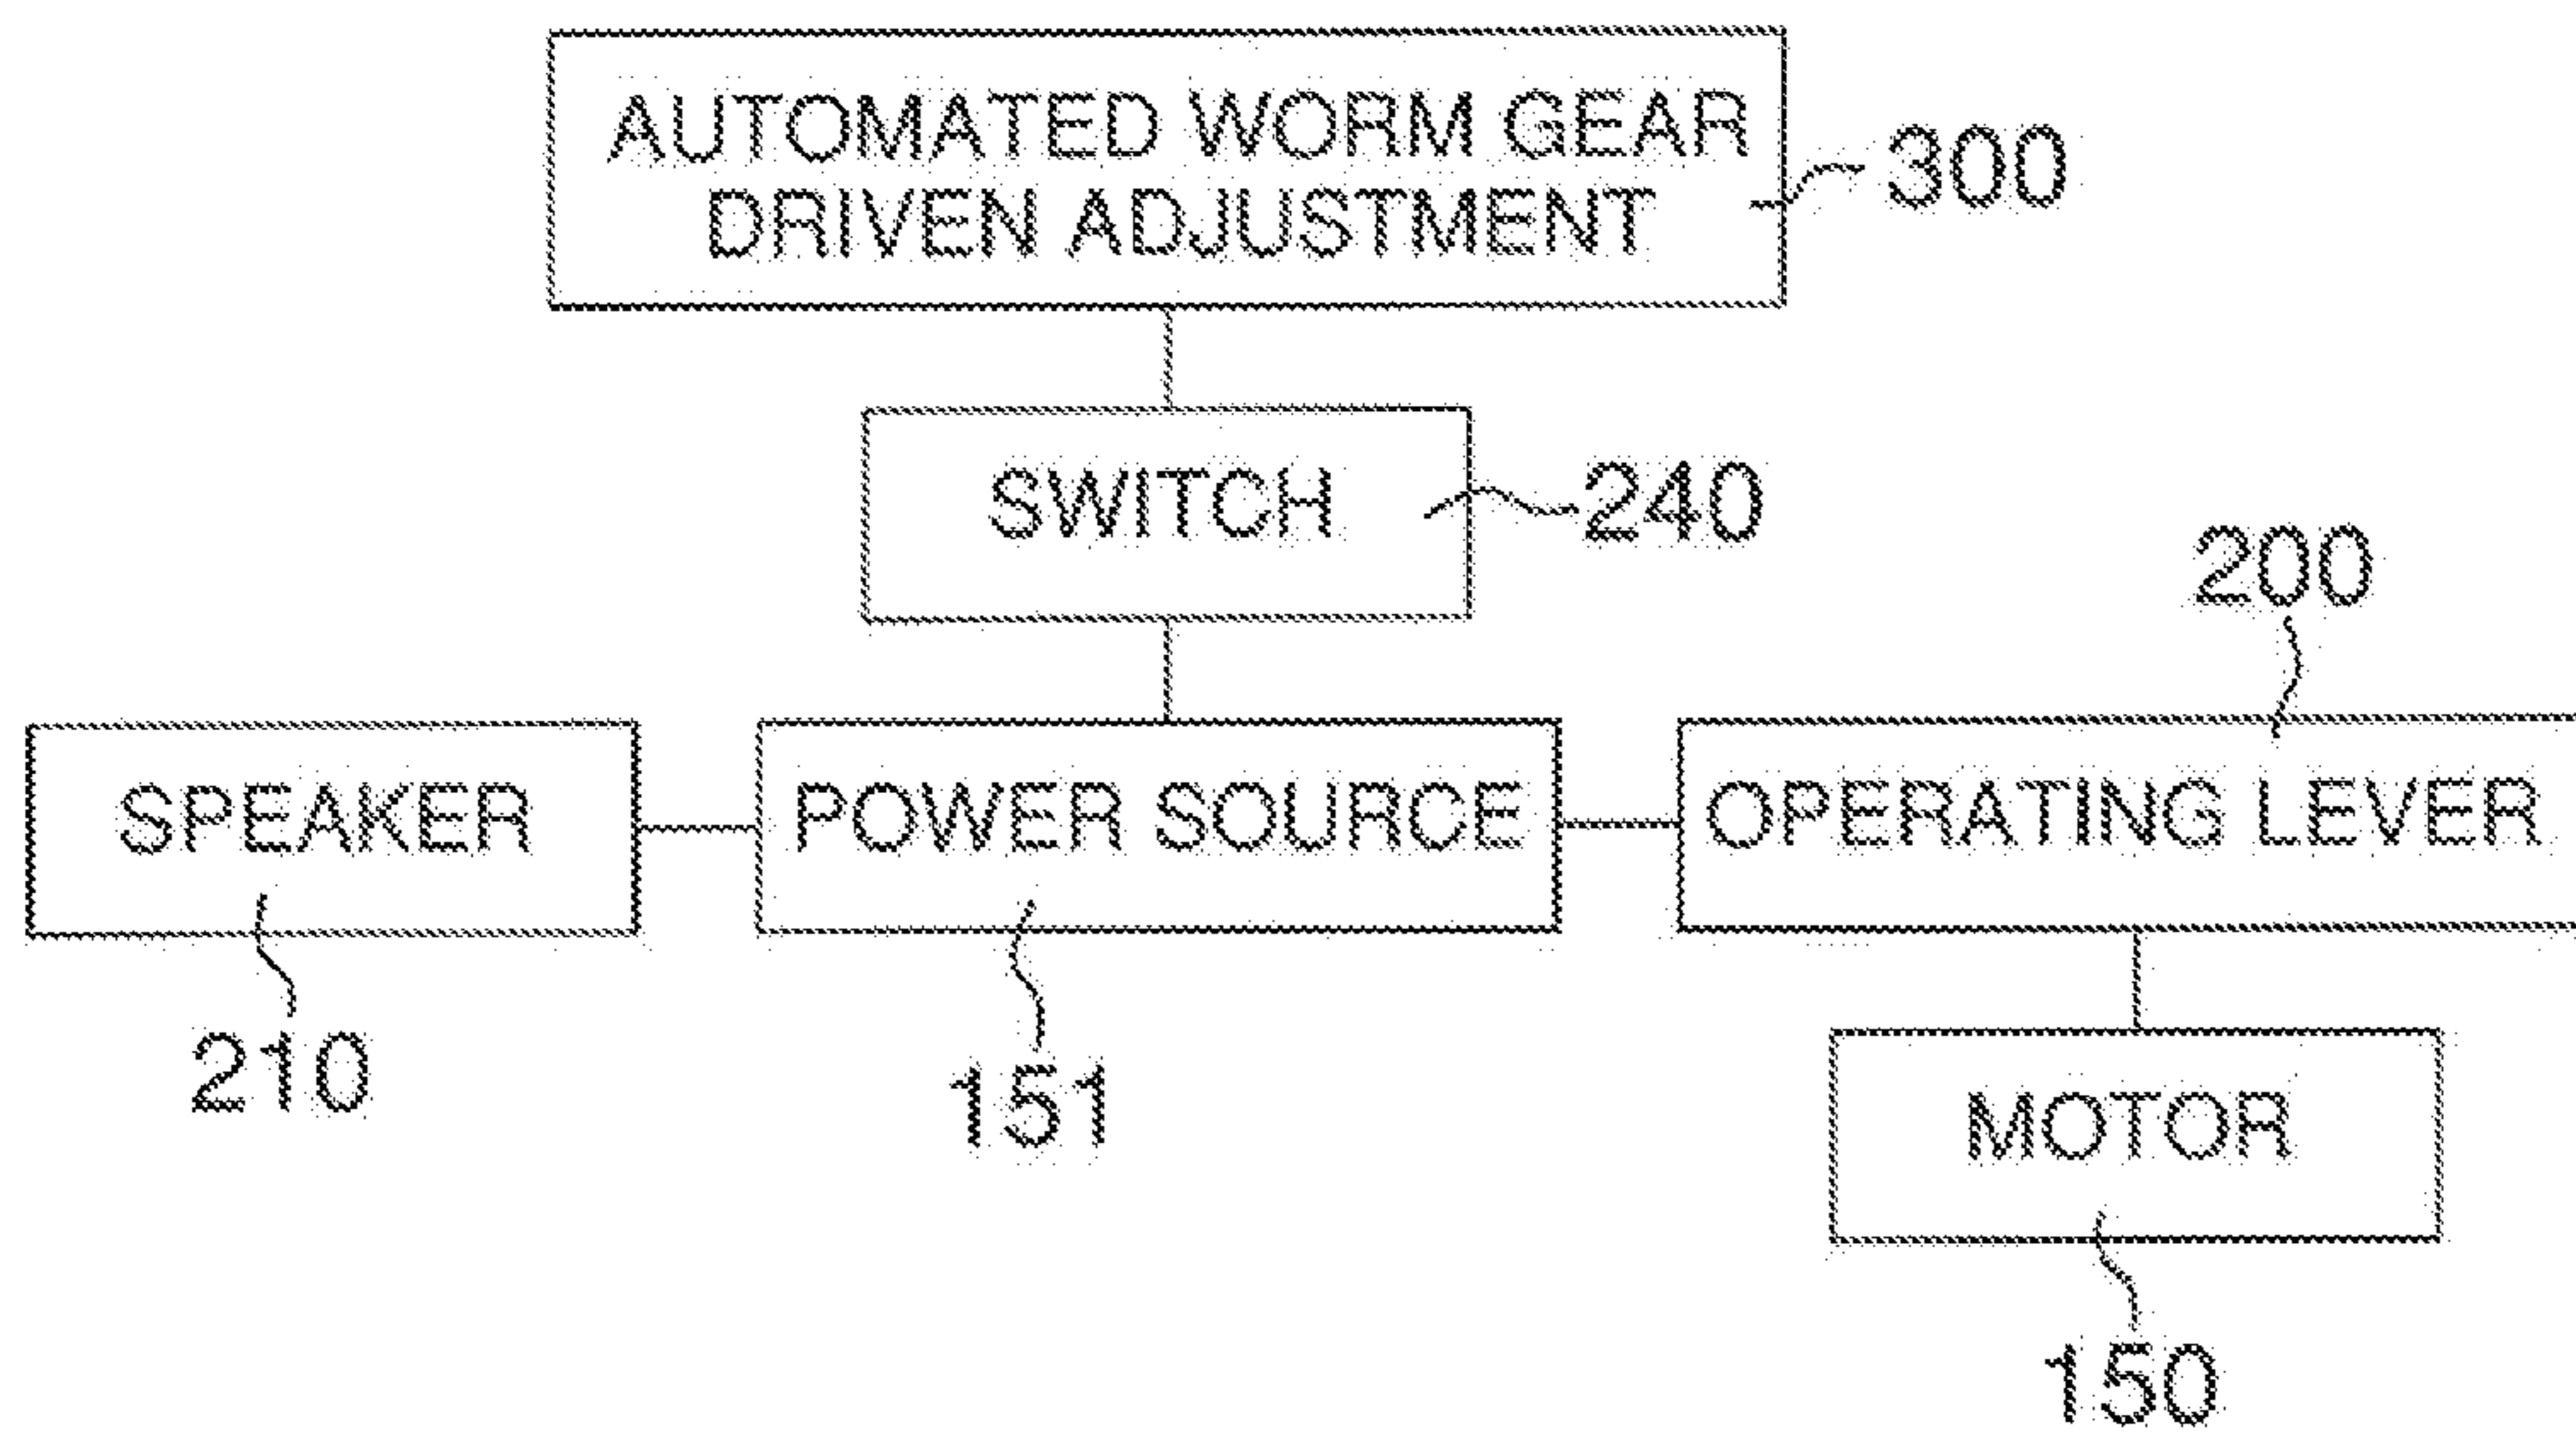 AUTOMATED WORM GEAR
DRIVEN ADJUSTMENT
300
SWITCH
240
200
SPEAKER
POWER SOURCE
OPERATING LEVER
210
151
MOTOR
150